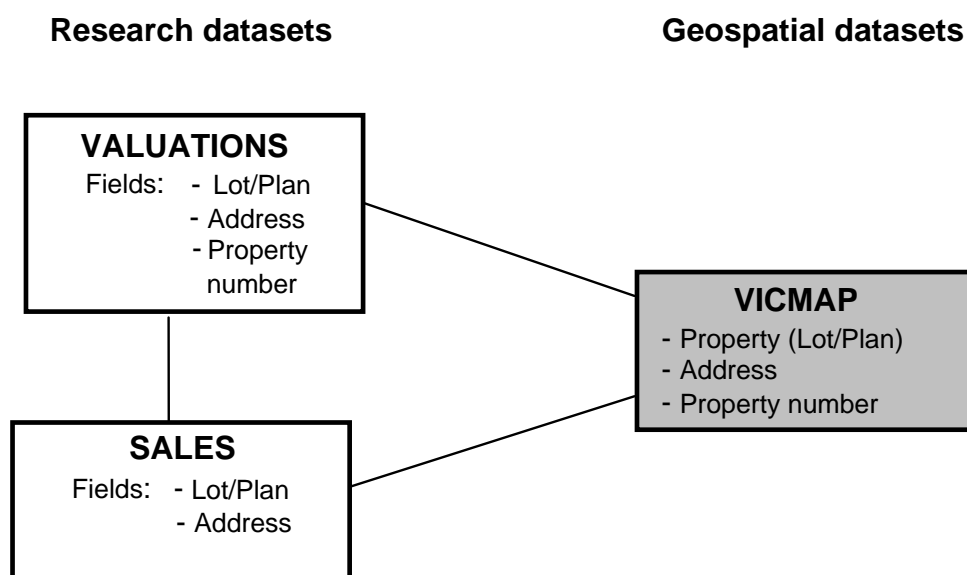 Research datasets
Geospatial datasets
VALUATIONS
Fields: - Lot/Plan
- Address
- Property
number
VICMAP
- Property (Lot/Plan)
- Address
- Property number
SALES
Fields: - Lot/Plan
- Address